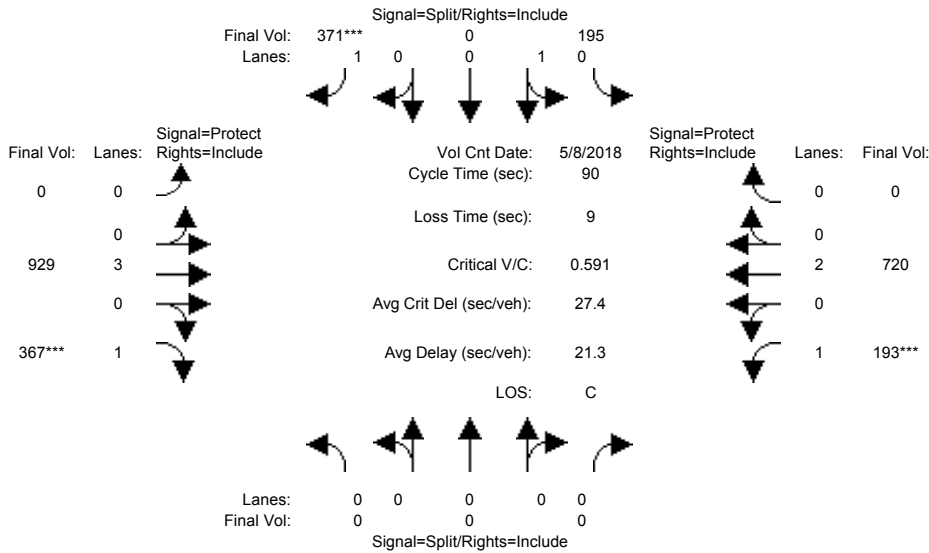 Signal=Split/Rights=Include
Final Vol: 371*** 0 195
Lanes: 1 0 0 1 0
Signal=Protect Signal=Protect
Final Vol: Lanes: Rights=Include Vol Cnt Date: 5/8/2018 Rights=Include Lanes: Final Vol:
Cycle Time (sec): 90
0 0 0 0
Loss Time (sec): 9
0 0
929 3 Critical V/C: 0.591 2 720
0 Avg Crit Del (sec/veh): 27.4 0
367*** 1 Avg Delay (sec/veh): 21.3 1 193***
LOS: C
Lanes: 0 0 0 0 0
Final Vol: 0 0 0
Signal=Split/Rights=Include